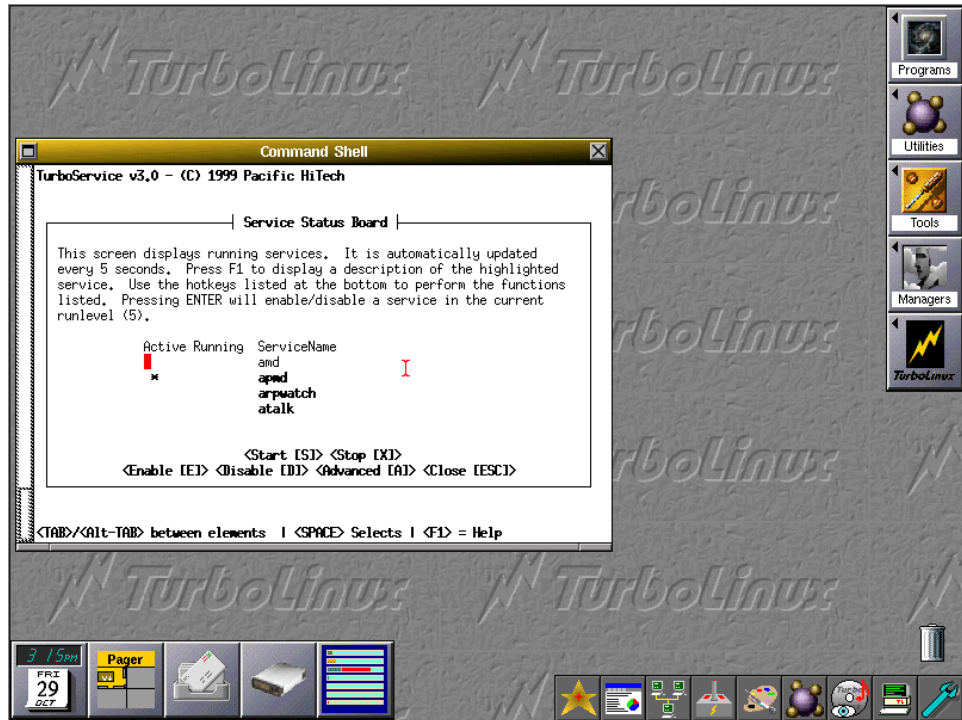 TurboLinux TurboLinux
Programs
Utilities
Command Shell
TurboService v3.0 - (C) 1999 Pacific HiTech
TurboLinux
Tools
Service Status Board
This screen displays running services. It is automatically updated
every 5 seconds. Press F1 to display a description of the highlighted
service. Use the hotkeys listed at the bottom to perform the functions
listed. Pressing ENTER will enable/disable a service in the current
runlevel (5).
Managers
TurboLinux
Active Running ServiceName
amd
* apmd
arpwatch
atalk
TurboLinux
<Start [S]> <Stop [X]>
<Enable [E]> <Disable [D]> <Advanced [A]> <Close [ESC]>
TurboLinux
<TAB>/<Alt-TAB> between elements | <SPACE> Selects | <F1> = Help
TurboLinux TurboLinux
3 15PM
FRI
29
OCT
Pager
Turbo
TL